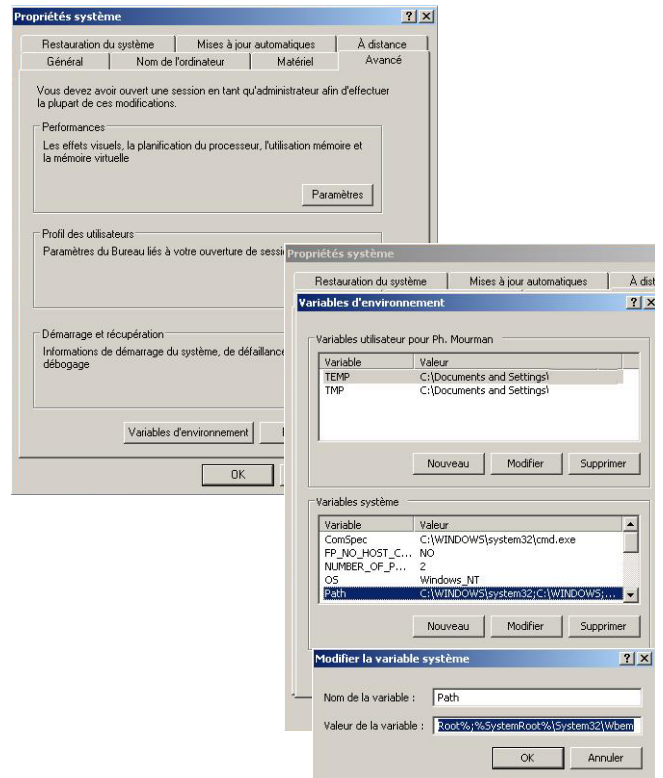 Propriétés système
Restauration du système Mises à jour automatiques À distance
Général Nom de l'ordinateur Matériel Avancé
Vous devez avoir ouvert une session en tant qu'administrateur afin d'effectuer
la plupart de ces modifications.
Performances
Les effets visuels, la planification du processeur, l'utilisation mémoire et
la mémoire virtuelle
Paramètres
Profil des utilisateurs
Paramètres du Bureau liés à votre ouverture de
Démarrage et récupération
Informations de démarrage du système, de défaillance
débogage
Variables d'environnement
OK
Propriétés système
Restauration du système Mises à jour automatiques À
Variables d'environnement
Variables utilisateur pour Ph. Mourman
Variable Valeur
TEMP C:\Documents and Settings\
TMP C:\Documents and Settings\
Nouveau Modifier Supprimer
Variables système
Variable Valeur
ComSpec C:\WINDOWS\system32\cmd.exe
FP_NO_HOST_C... NO
NUMBER_OF_P... 2
OS Windows_NT
Path C:\WINDOWS\system32;C:\WINDOWS;...
Nouveau Modifier Supprimer
Modifier la variable système
Nom de la variable : Path
Valeur de la variable : Root%;%SystemRoot%\System32\Wbem
OK Annuler